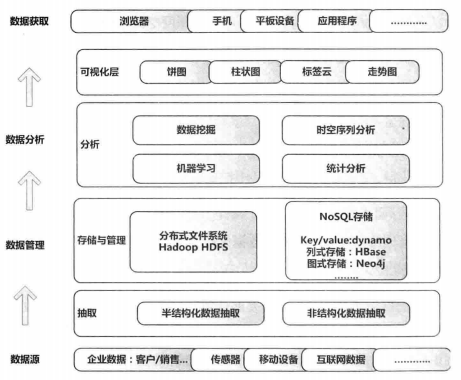 数据获取 浏览器 手机 平板设备 应用程序 …………
可视化层 饼图 柱状图 标签云 走势图
数据分析 分析 数据挖掘 时空序列分析
机器学习 统计分析
数据管理 存储与管理 分布式文件系统
Hadoop HDFS
NoSQL存储
Key/value:dynamo
列式存储：HBase
图式存储：Neo4j
........
抽取 半结构化数据抽取 非结构化数据抽取
数据源 企业数据：客户/销售... 传感器 移动设备 互联网数据 …………